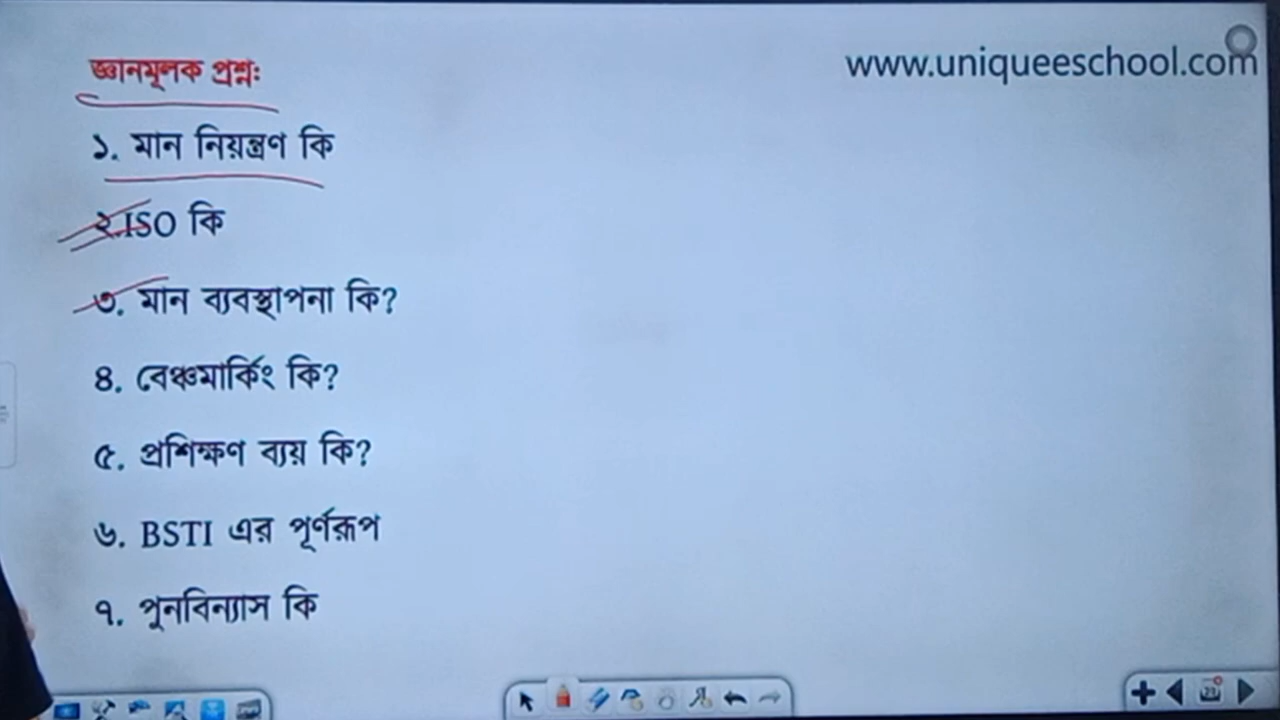 www.uniqueeschool.com
জ্ঞানমূলক প্রশ্নঃ
১. মান নিয়ন্ত্রণ কি
২.ISO কি
৩. মান ব্যবস্থাপনা কি?
৪. বেঞ্চমার্কিং কি?
৫. প্রশিক্ষণ ব্যয় কি?
৬. BSTI এর পূর্ণরূপ
৭. পুনবিন্যাস কি